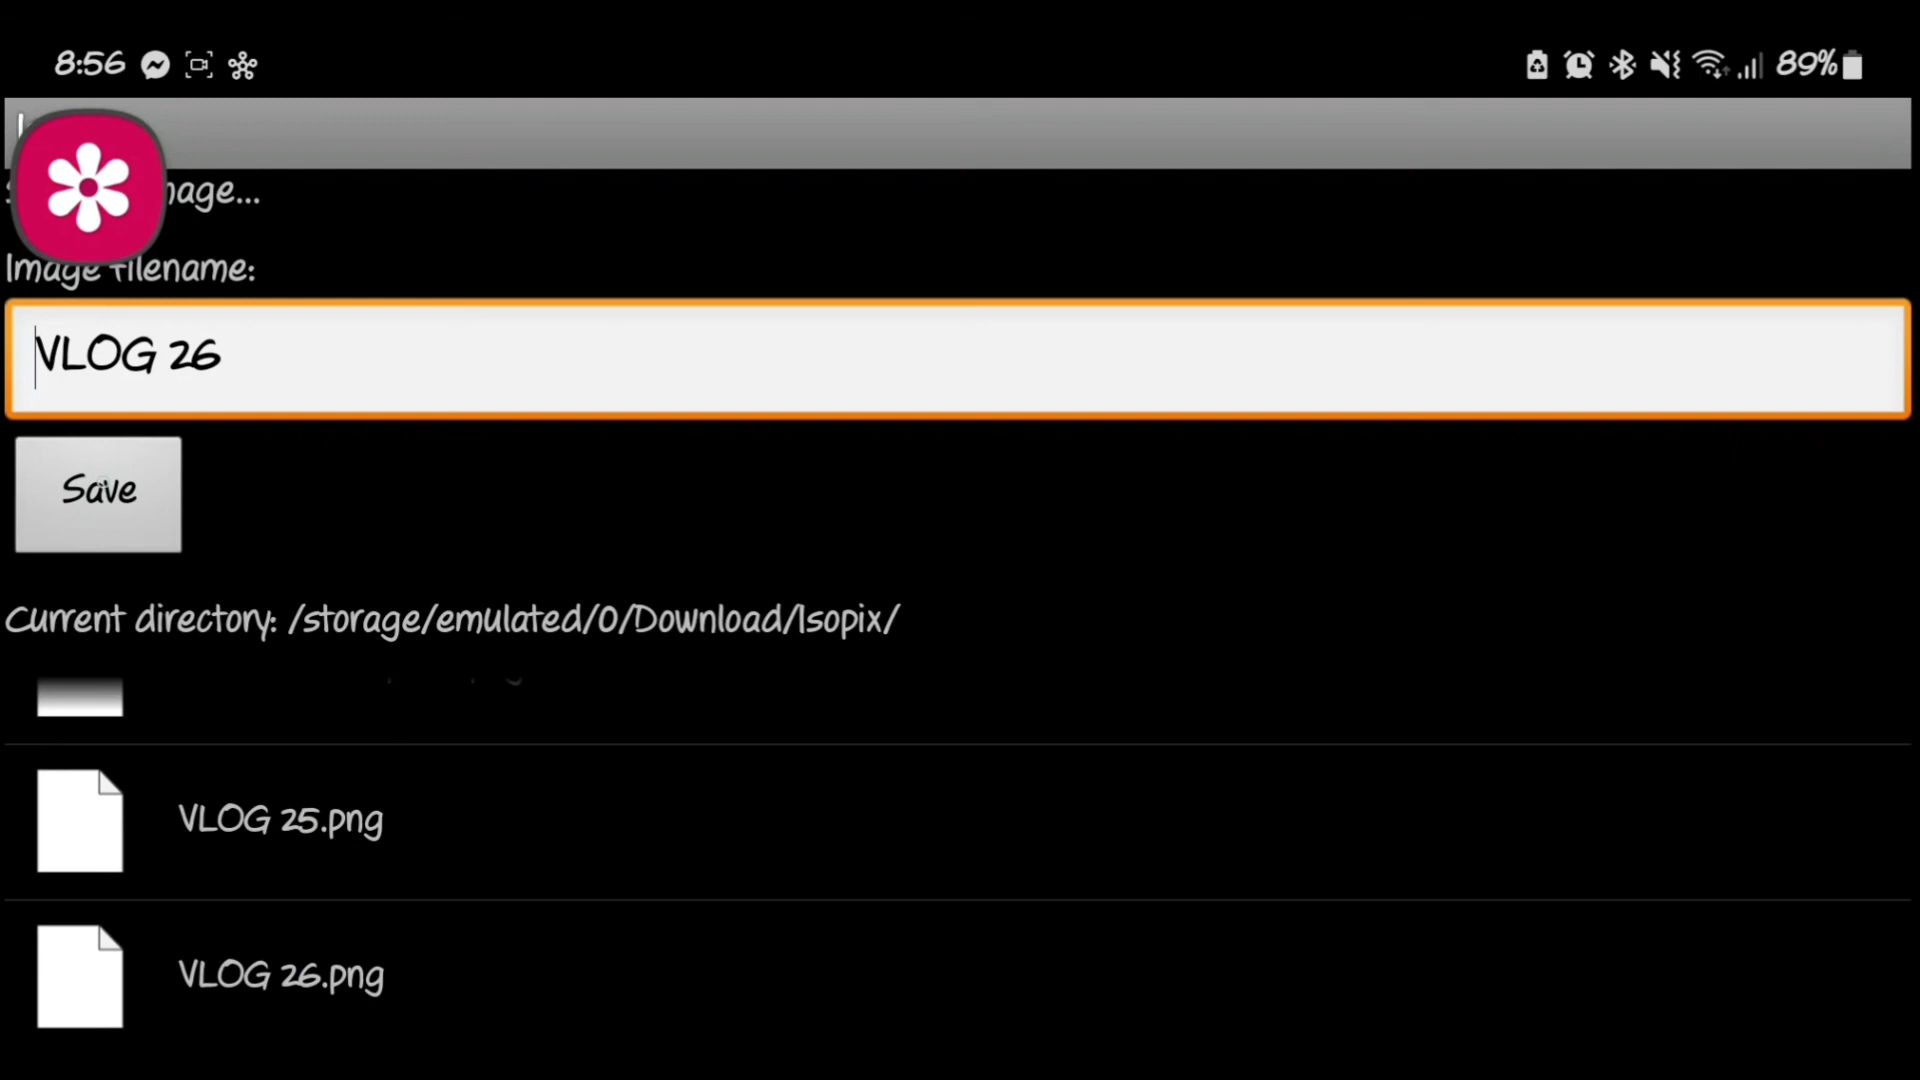 8:56 89%
mage...
Image filename:
VLOG 26
Save
Current directory: /storage/emulated/0/Download/Isopix/
VLOG 25.png
VLOG 26.png